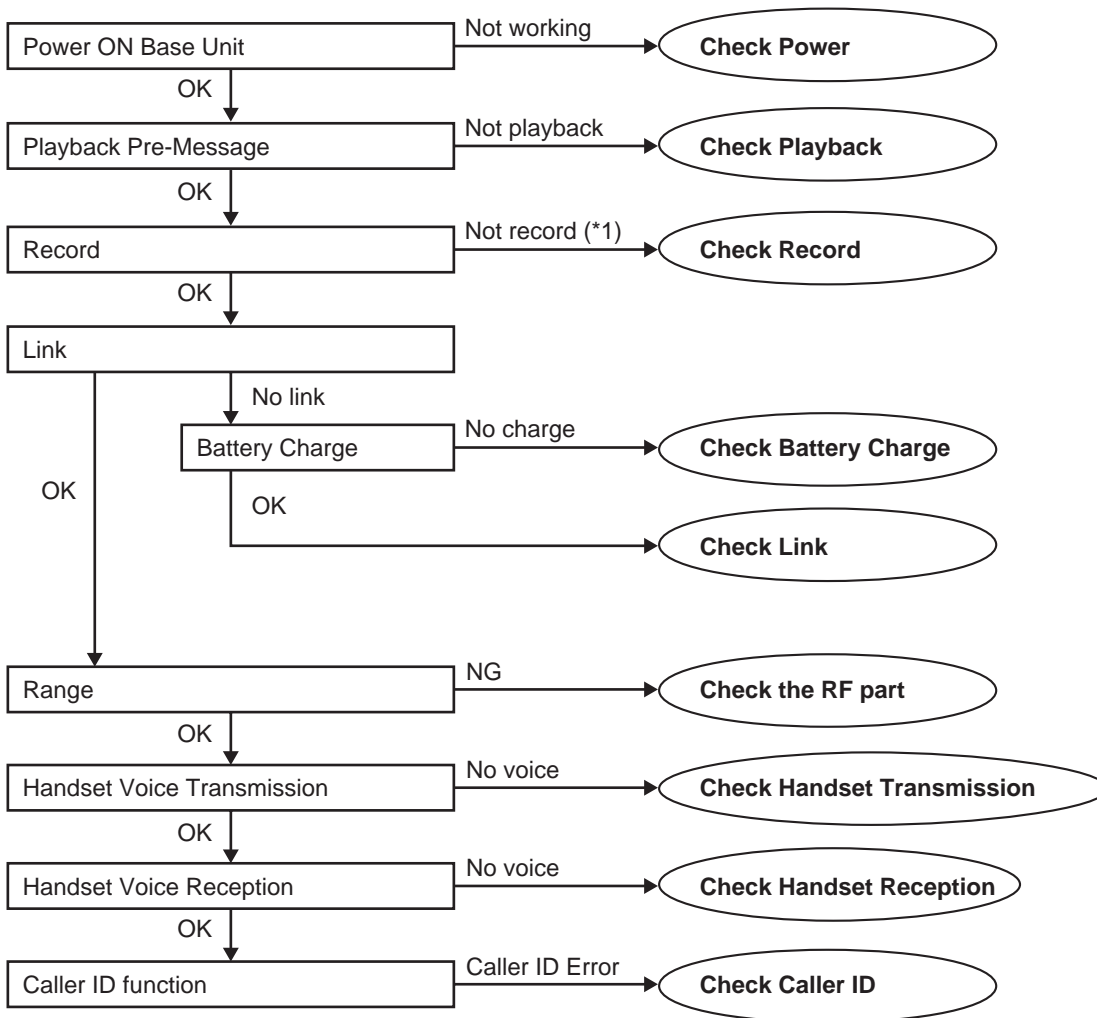 Power ON Base Unit
Not working
Check Power
OK
Playback Pre-Message
Not playback
Check Playback
OK
Record
Not record (*1)
Check Record
OK
Link
No link
Battery Charge
No charge
Check Battery Charge
OK
OK
Check Link
Range
NG
Check the RF part
OK
Handset Voice Transmission
No voice
Check Handset Transmission
OK
Handset Voice Reception
No voice
Check Handset Reception
OK
Caller ID function
Caller ID Error
Check Caller ID